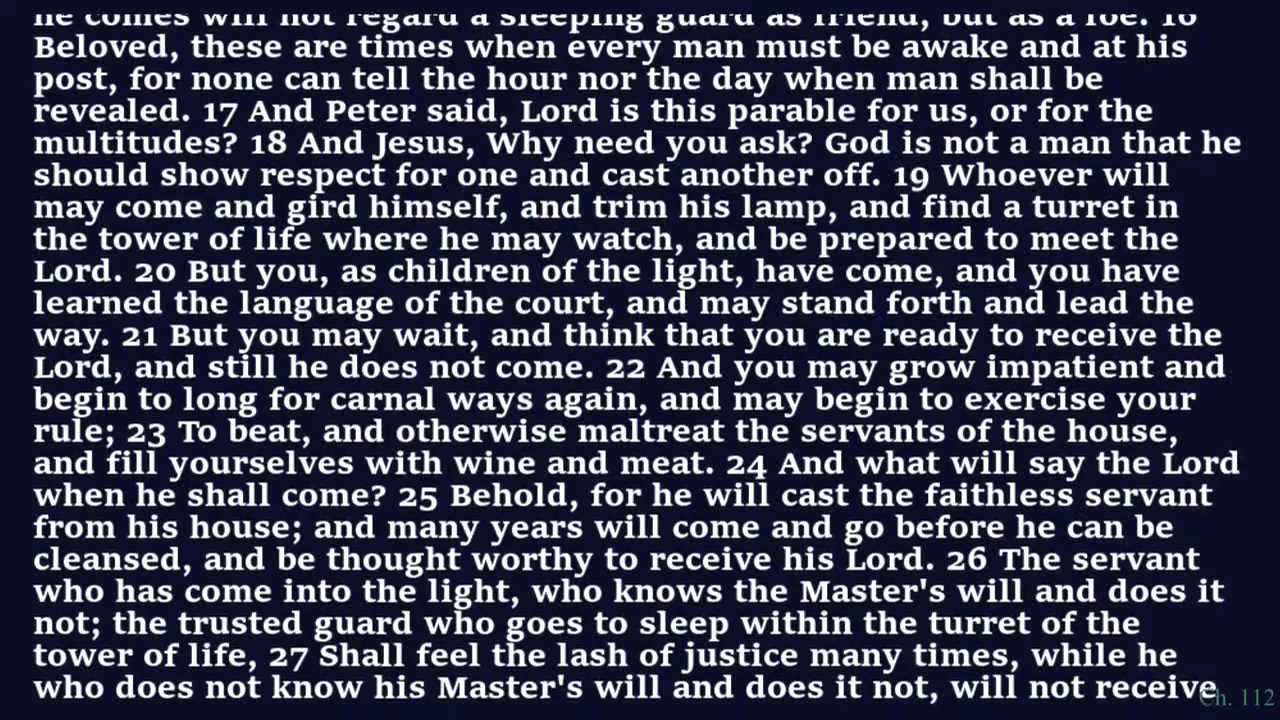 he comes will not regard a sleeping guard as friend, but as a foe. 16
Beloved, these are times when every man must be awake and at his
post, for none can tell the hour nor the day when man shall be
revealed. 17 And Peter said, Lord is this parable for us, or for the
multitudes? 18 And Jesus, Why need you ask? God is not a man that he
should show respect for one and cast another off. 19 Whoever will
may come and gird himself, and trim his lamp, and find a turret in
the tower of life where he may watch, and be prepared to meet the
Lord. 20 But you, as children of the light, have come, and you have
learned the language of the court, and may stand forth and lead the
way. 21 But you may wait, and think that you are ready to receive the
Lord, and still he does not come. 22 And you may grow impatient and
begin to long for carnal ways again, and may begin to exercise your
rule; 23 To beat, and otherwise maltreat the servants of the house,
and fill yourselves with wine and meat. 24 And what will say the Lord
when he shall come? 25 Behold, for he will cast the faithless servant
from his house; and many years will come and go before he can be
cleansed, and be thought worthy to receive his Lord. 26 The servant
who has come into the light, who knows the Master's will and does it
not; the trusted guard who goes to sleep within the turret of the
tower of life, 27 Shall feel the lash of justice many times, while he
who does not know his Master's will and does it not, will not receive
Ch. 112